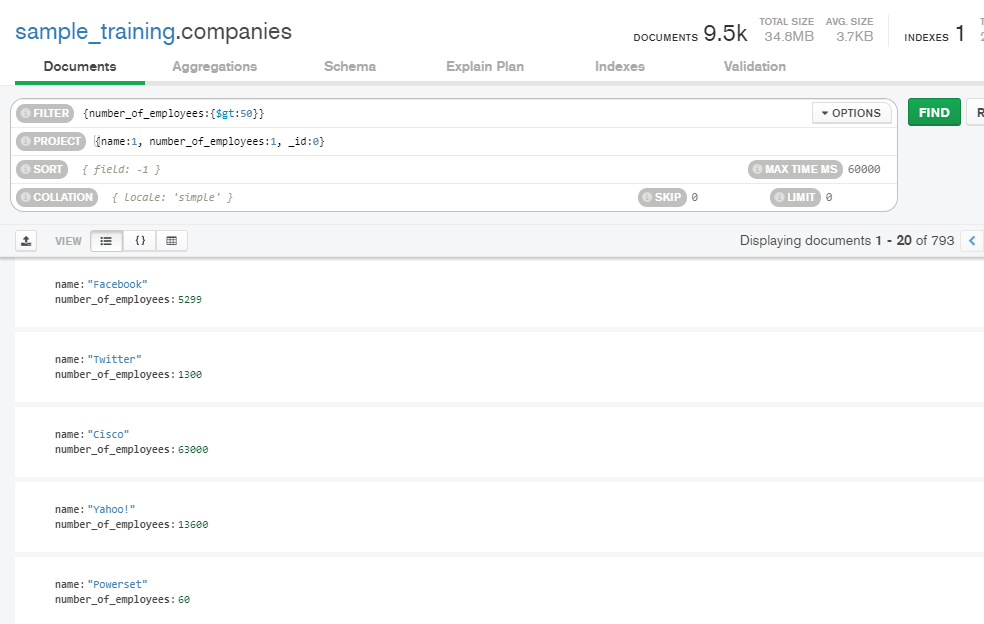 sample_training.companies
DOCUMENTS 9.5k TOTAL SIZE 34.8MB AVG. SIZE 3.7KB INDEXES 1
Documents Aggregations Schema Explain Plan Indexes Validation
FILTER {number_of_employees:{$gt:50}} OPTIONS FIND
PROJECT {name:1, number_of_employees:1, _id:0}
SORT { field: -1 } MAX TIME MS 60000
COLLATION { locale: 'simple' } SKIP 0 LIMIT 0
VIEW {} Displaying documents 1 - 20 of 793
name: "Facebook"
number_of_employees: 5299
name: "Twitter"
number_of_employees: 1300
name: "Cisco"
number_of_employees: 63000
name: "Yahoo!"
number_of_employees: 13600
name: "Powerset"
number_of_employees: 60